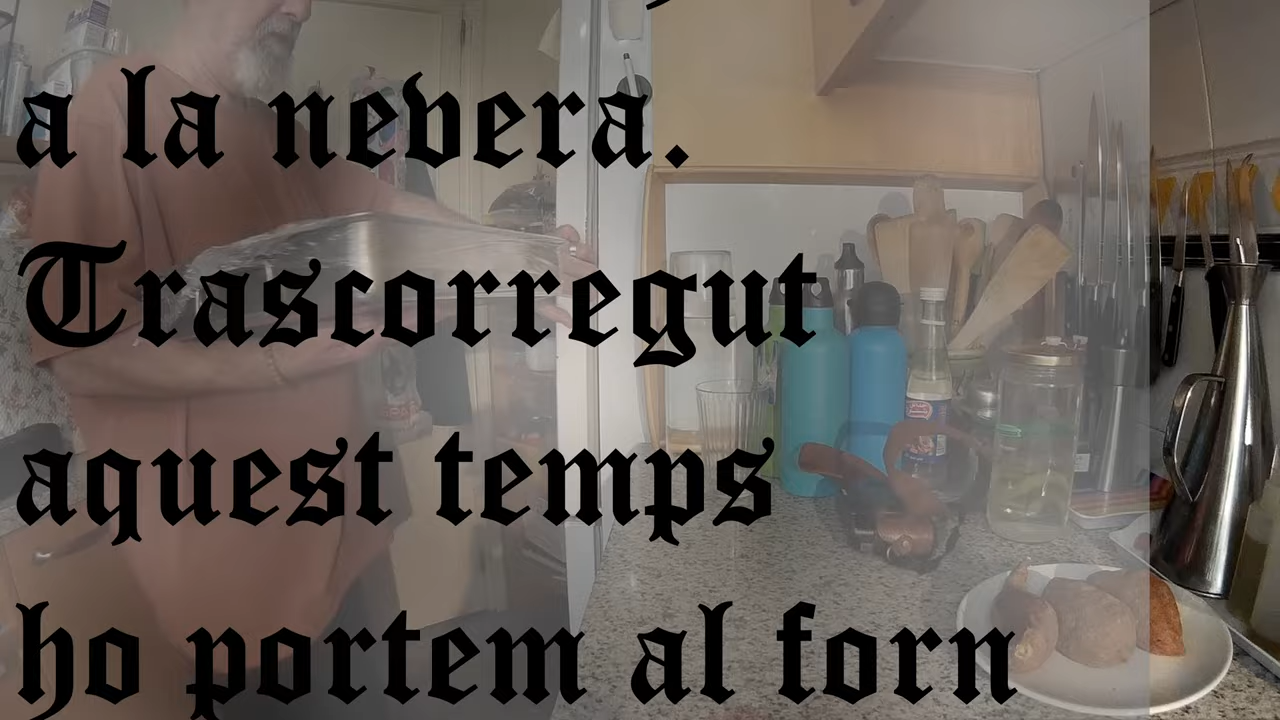 a la nevera.
Trascorregut
aquest temps
ho portem al forn